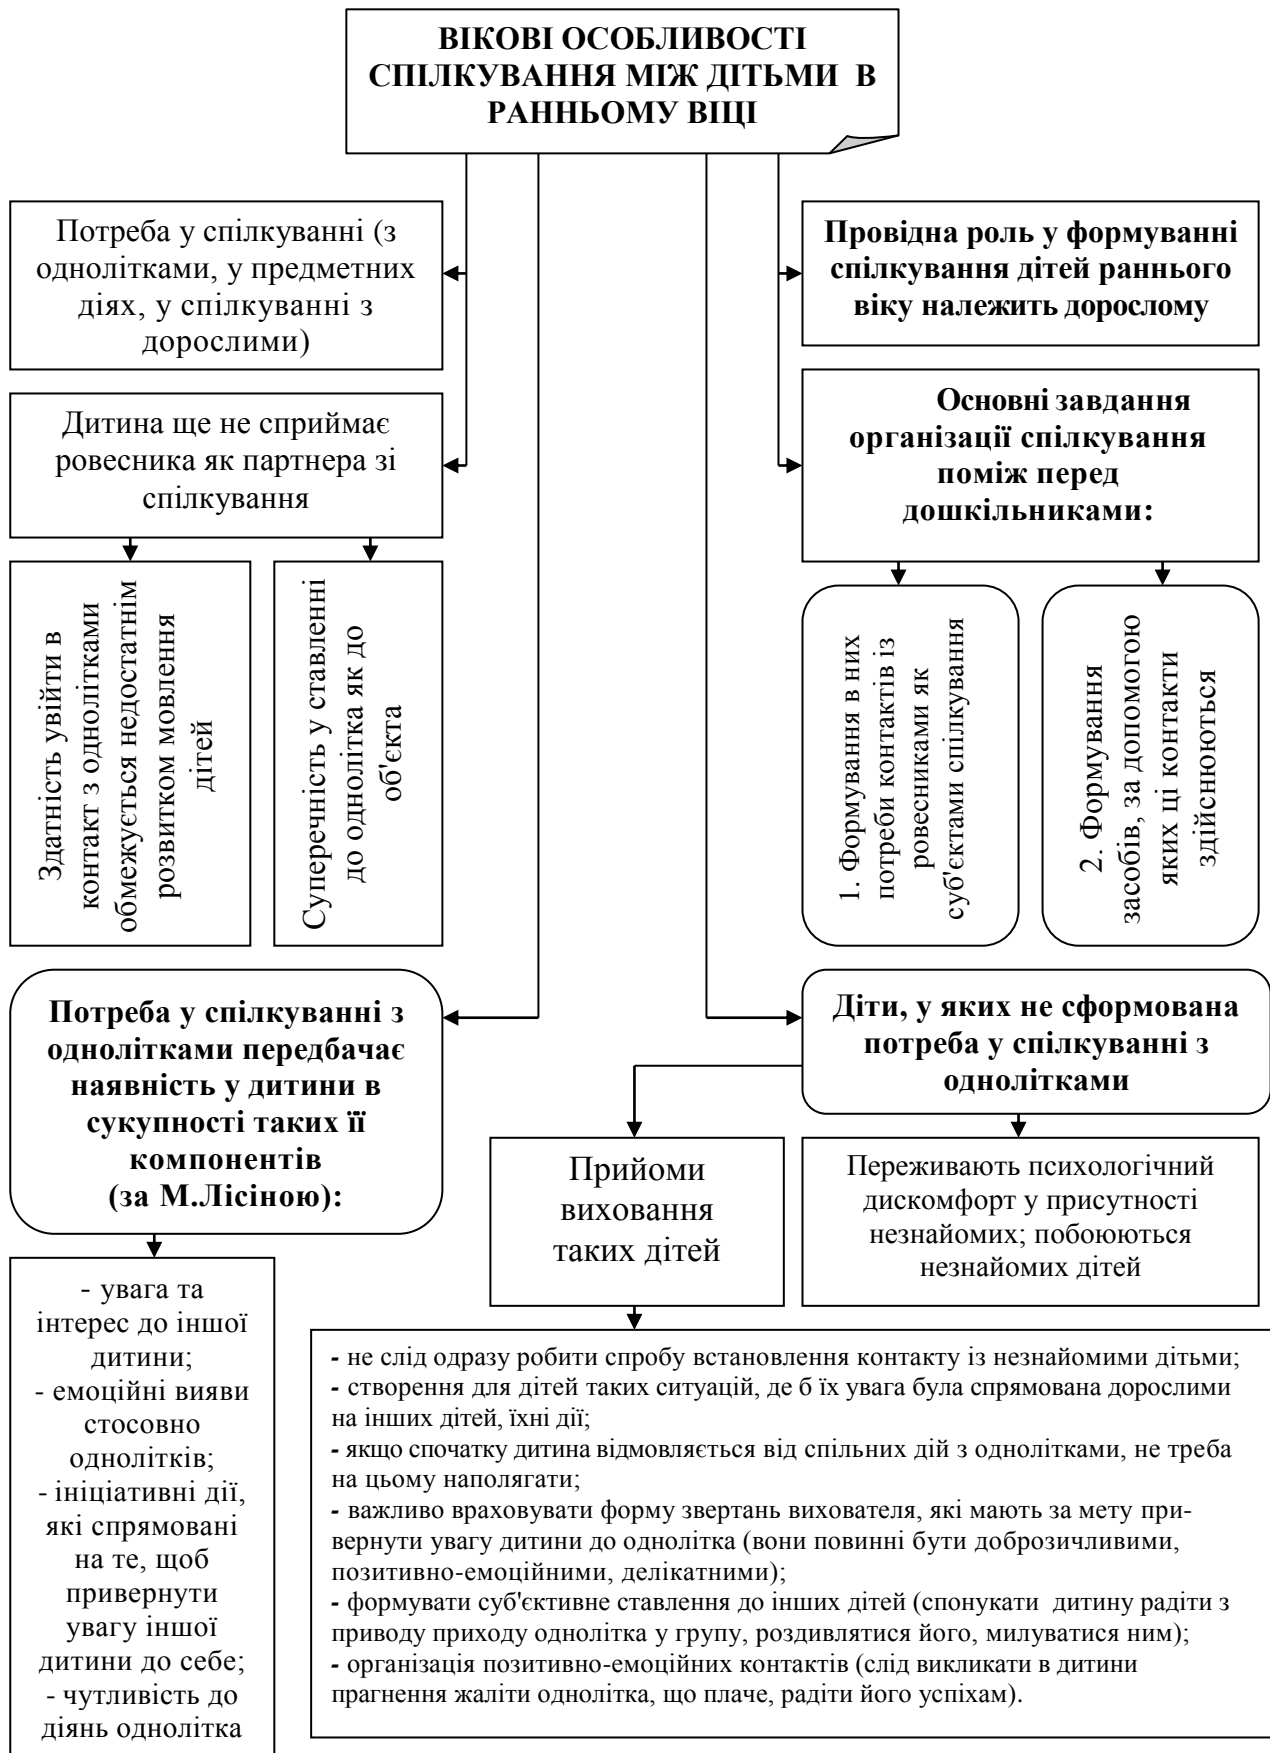 ВІКОВІ ОСОБЛИВОСТІ
СПІЛКУВАННЯ МІЖ ДІТЬМИ В
РАННЬОМУ ВІЦІ
Потреба у спілкуванні (з
однолітками, у предметних
діях, у спілкуванні з
дорослими)
Провідна роль у формуванні
спілкування дітей раннього
віку належить дорослому
Дитина ще не сприймає
ровесника як партнера зі
спілкування
Основні завдання
організації спілкування
поміж перед
дошкільниками:
Здатність увійти в
контакт з однолітками
обмежується недостатнім
розвитком мовлення
дітей
Суперечність у ставленні
до однолітка як до
об'єкта
1. Формування в них
потреби контактів із
ровесниками як
суб'єктами спілкування
2. Формування
засобів, за допомогою
яких ці контакти
здійснюються
Потреба у спілкуванні з
однолітками передбачає
наявність у дитини в
сукупності таких її
компонентів
(за М.Лісіною):
Діти, у яких не сформована
потреба у спілкуванні з
однолітками
Прийоми
виховання
таких дітей
Переживають психологічний
дискомфорт у присутності
незнайомих; побоюються
незнайомих дітей
- увага та
інтерес до іншої
дитини;
- емоційні вияви
стосовно
однолітків;
- ініціативні дії,
які спрямовані
на те, щоб
привернути
увагу іншої
дитини до себе;
- чутливість до
діянь однолітка
- не слід одразу робити спробу встановлення контакту із незнайомими дітьми;
- створення для дітей таких ситуацій, де б їх увага була спрямована дорослими
на інших дітей, їхні дії;
- якщо спочатку дитина відмовляється від спільних дій з однолітками, не треба
на цьому наполягати;
- важливо враховувати форму звертань вихователя, які мають за мету при-
вернути увагу дитини до однолітка (вони повинні бути доброзичливими,
позитивно-емоційними, делікатними);
- формувати суб'єктивне ставлення до інших дітей (спонукати дитину радіти з
приводу приходу однолітка у групу, роздивлятися його, милуватися ним);
- організація позитивно-емоційних контактів (слід викликати в дитини
прагнення жаліти однолітка, що плаче, радіти його успіхам).